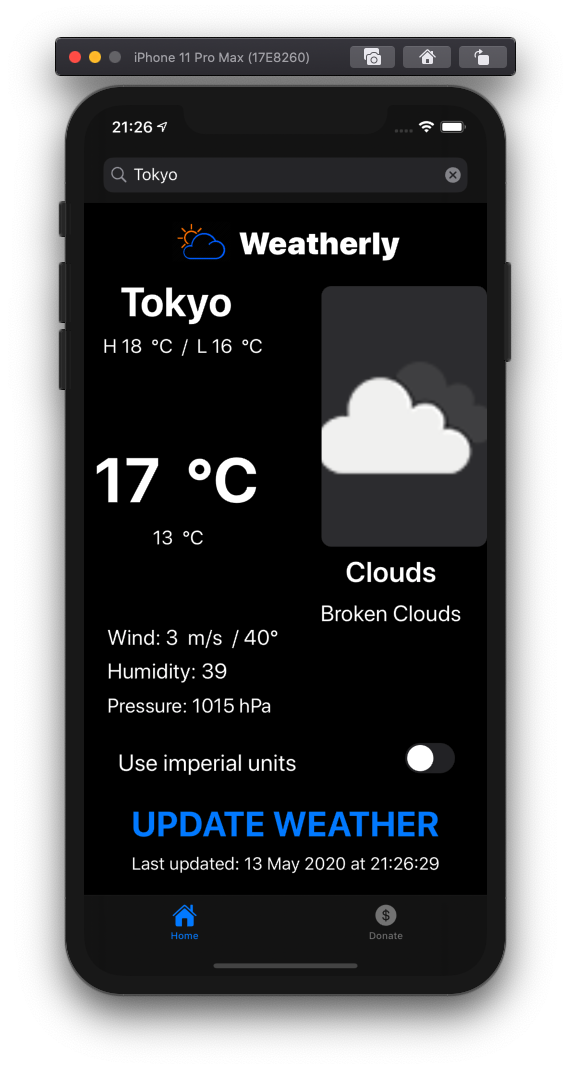 iPhone 11 Pro Max (17E8260)
21:26
Tokyo
Weatherly
Tokyo
H 18 °C / L 16 °C
17 °C
13 °C
Clouds
Broken Clouds
Wind: 3 m/s / 40°
Humidity: 39
Pressure: 1015 hPa
Use imperial units
UPDATE WEATHER
Last updated: 13 May 2020 at 21:26:29
Home
$
Donate